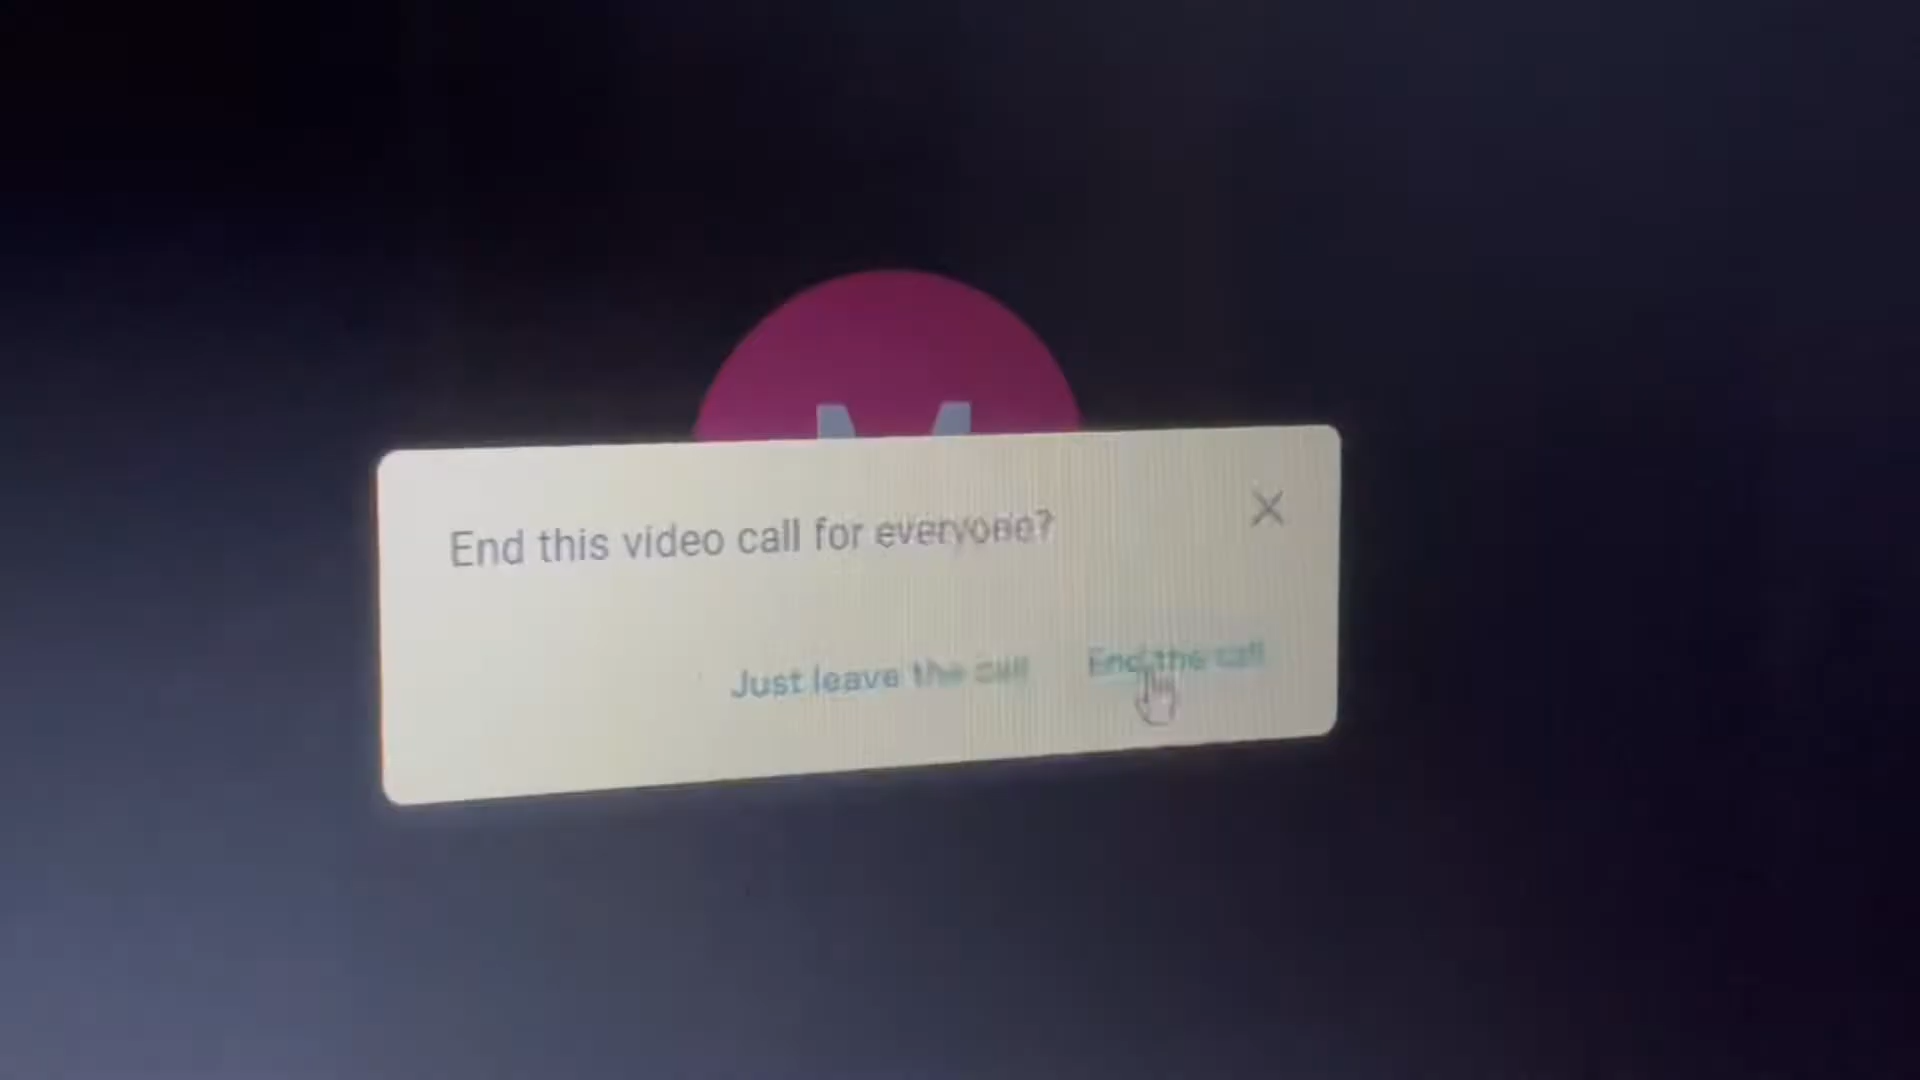 End this video call for everyone?
Just leave the call
End the call